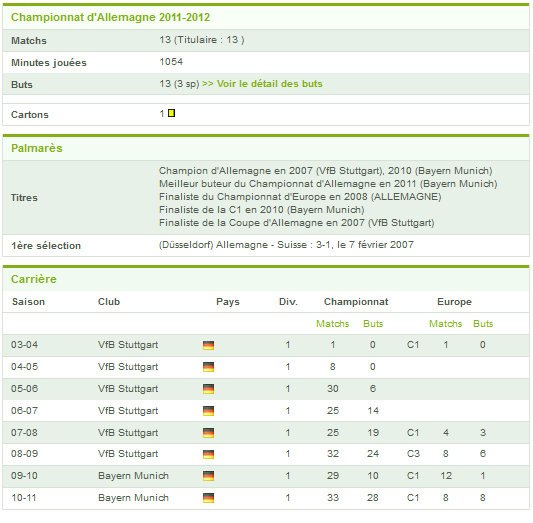 Championnat d'Allemagne 2011-2012
Matchs 13 (Titulaire : 13 )
Minutes jouées 1054
Buts 13 (3 sp) >> Voir le détail des buts
Cartons 1
Palmarès
Titres
Champion d'Allemagne en 2007 (VfB Stuttgart), 2010 (Bayern Munich)
Meilleur buteur du Championnat d'Allemagne en 2011 (Bayern Munich)
Finaliste du Championnat d'Europe en 2008 (ALLEMAGNE)
Finaliste de la C1 en 2010 (Bayern Munich)
Finaliste de la Coupe d'Allemagne en 2007 (VfB Stuttgart)
1ère sélection (Düsseldorf) Allemagne - Suisse : 3-1, le 7 février 2007
Carrière
Saison Club Pays Div. Championnat Europe
Matchs Buts Matchs Buts
03-04 VfB Stuttgart 1 1 0 C1 1 0
04-05 VfB Stuttgart 1 8 0
05-06 VfB Stuttgart 1 30 6
06-07 VfB Stuttgart 1 25 14
07-08 VfB Stuttgart 1 25 19 C1 4 3
08-09 VfB Stuttgart 1 32 24 C3 8 6
09-10 Bayern Munich 1 29 10 C1 12 1
10-11 Bayern Munich 1 33 28 C1 8 8